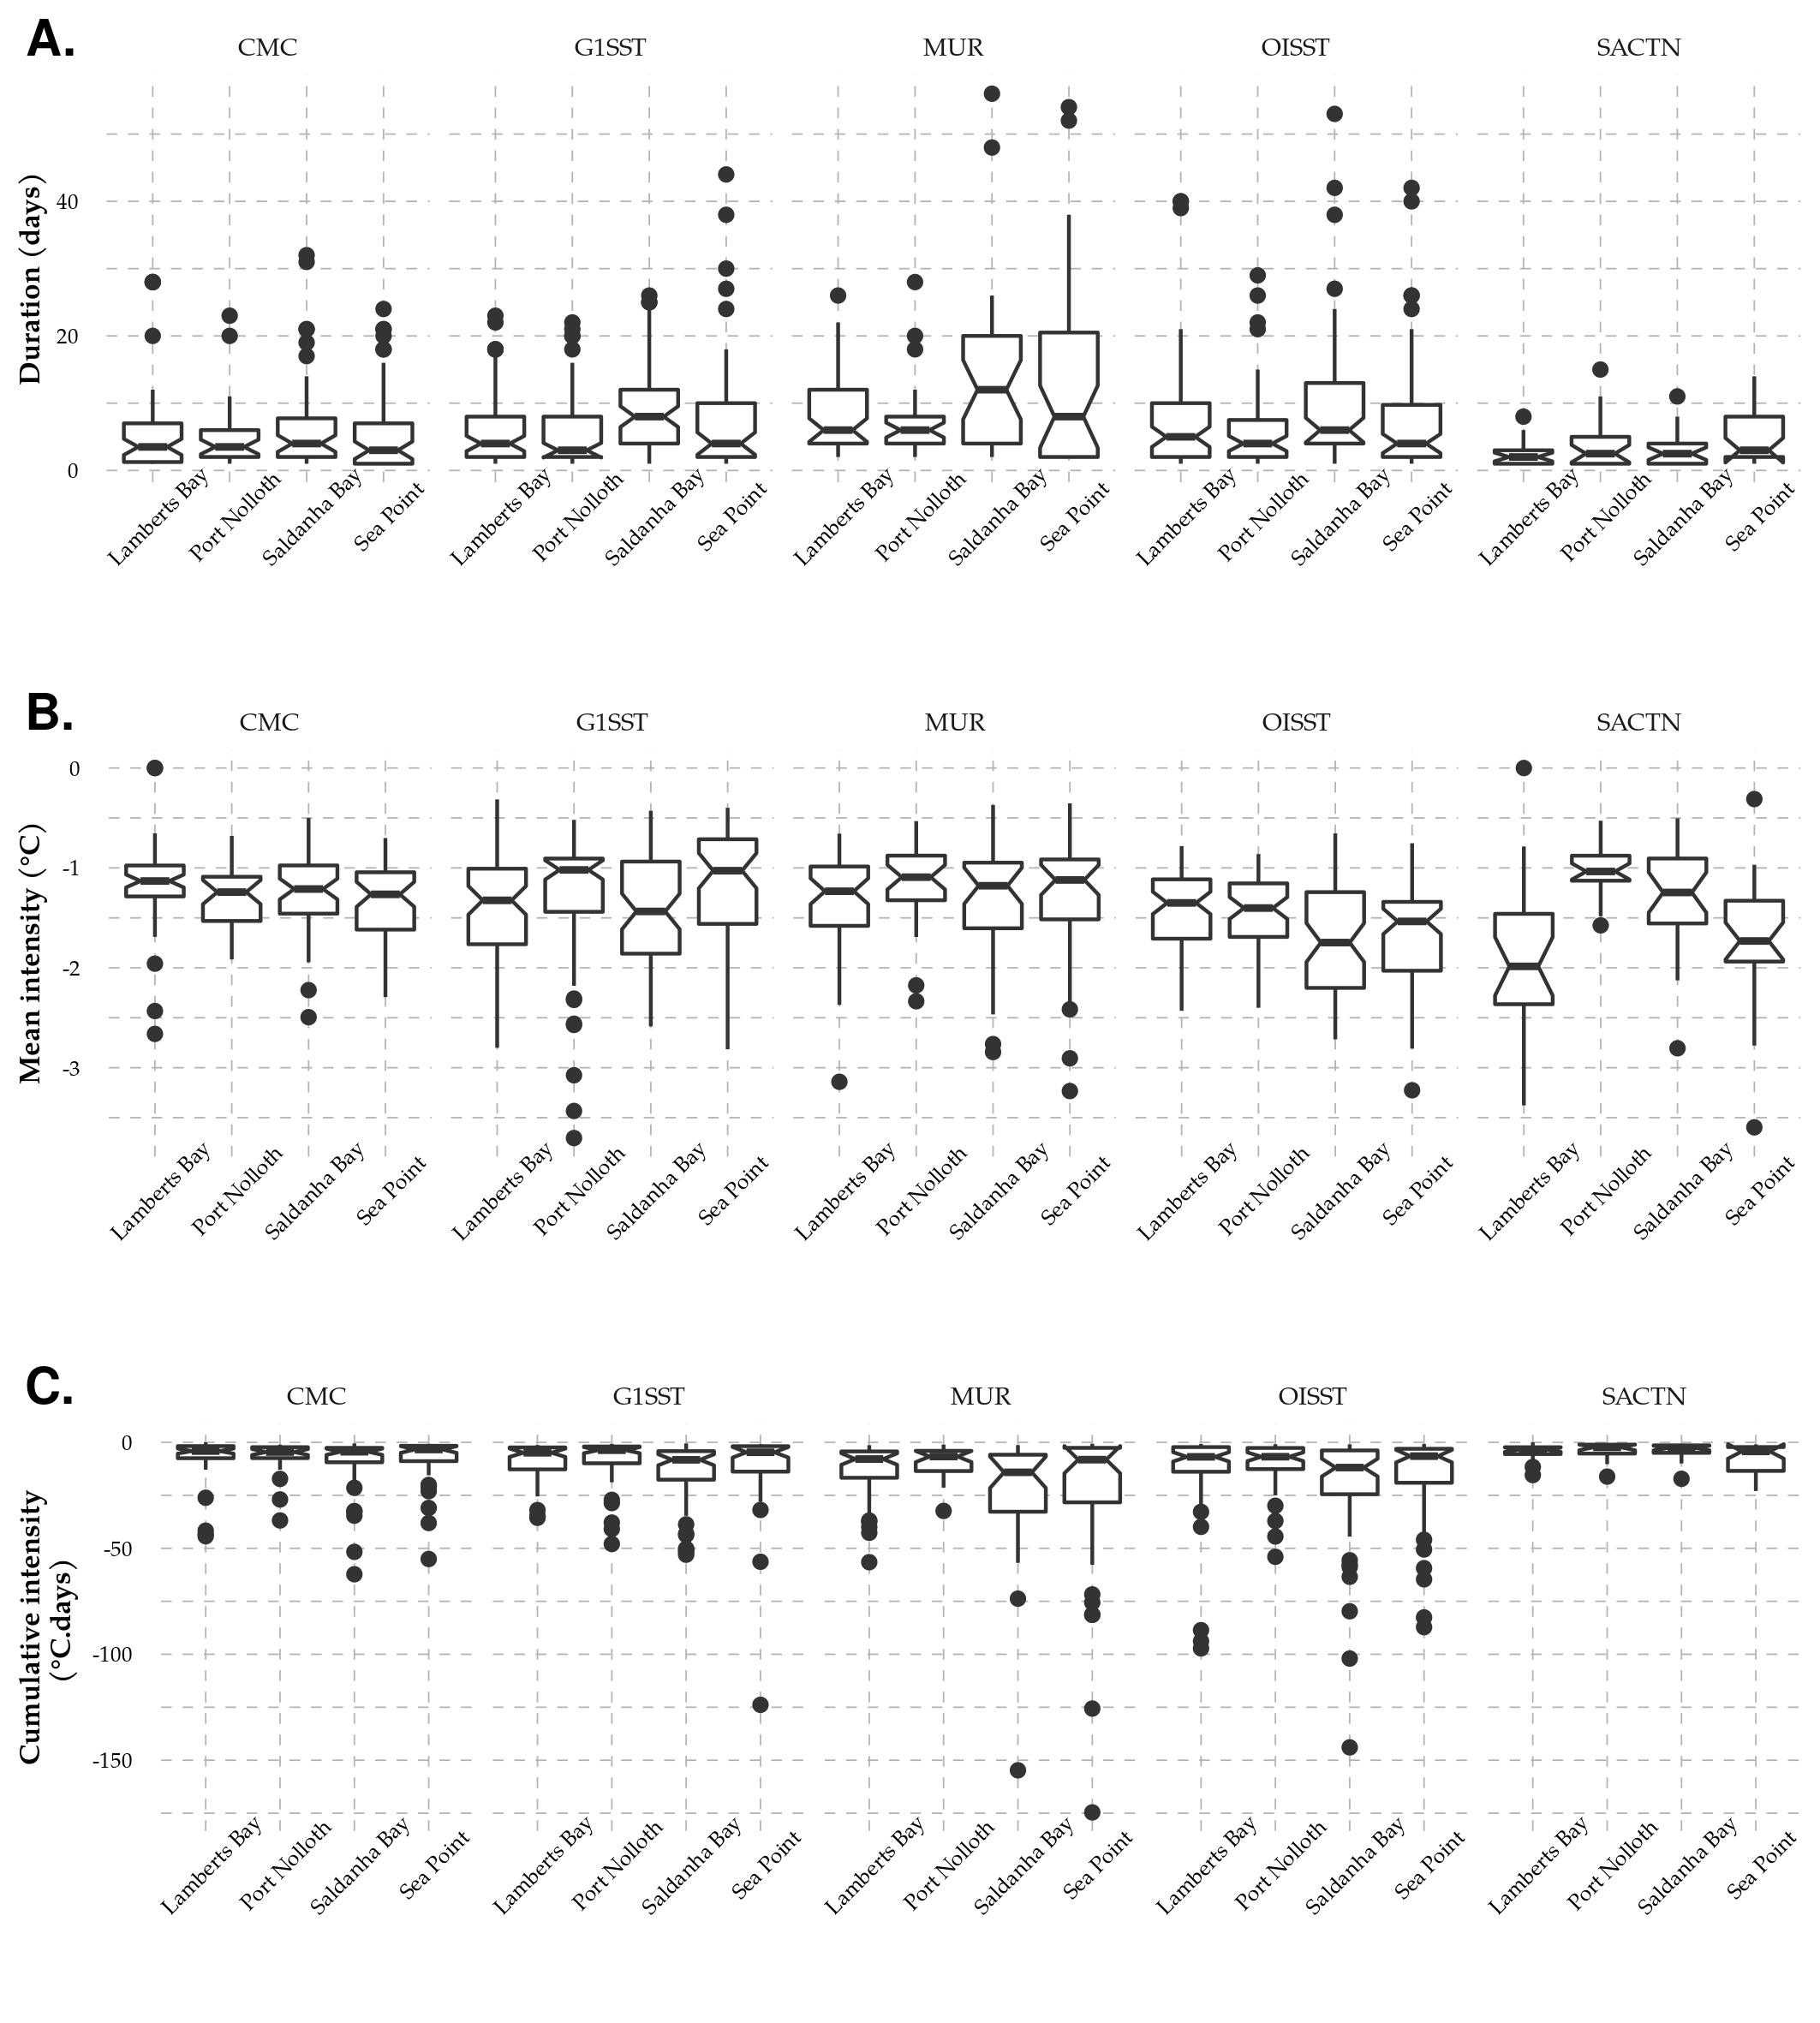 A.
CMC G1SST MUR OISST SACTN
Duration (days)
40
20
0
Lamberts Bay Port Nolloth Saldanha Bay Sea Point Lamberts Bay Port Nolloth Saldanha Bay Sea Point Lamberts Bay Port Nolloth Saldanha Bay Sea Point Lamberts Bay Port Nolloth Saldanha Bay Sea Point Lamberts Bay Port Nolloth Saldanha Bay Sea Point
B.
CMC G1SST MUR OISST SACTN
Mean intensity (°C)
0
-1
-2
-3
Lamberts Bay Port Nolloth Saldanha Bay Sea Point Lamberts Bay Port Nolloth Saldanha Bay Sea Point Lamberts Bay Port Nolloth Saldanha Bay Sea Point Lamberts Bay Port Nolloth Saldanha Bay Sea Point Lamberts Bay Port Nolloth Saldanha Bay Sea Point
C.
CMC G1SST MUR OISST SACTN
Cumulative intensity
(°C.days)
0
-50
-100
-150
Lamberts Bay Port Nolloth Saldanha Bay Sea Point Lamberts Bay Port Nolloth Saldanha Bay Sea Point Lamberts Bay Port Nolloth Saldanha Bay Sea Point Lamberts Bay Port Nolloth Saldanha Bay Sea Point Lamberts Bay Port Nolloth Saldanha Bay Sea Point